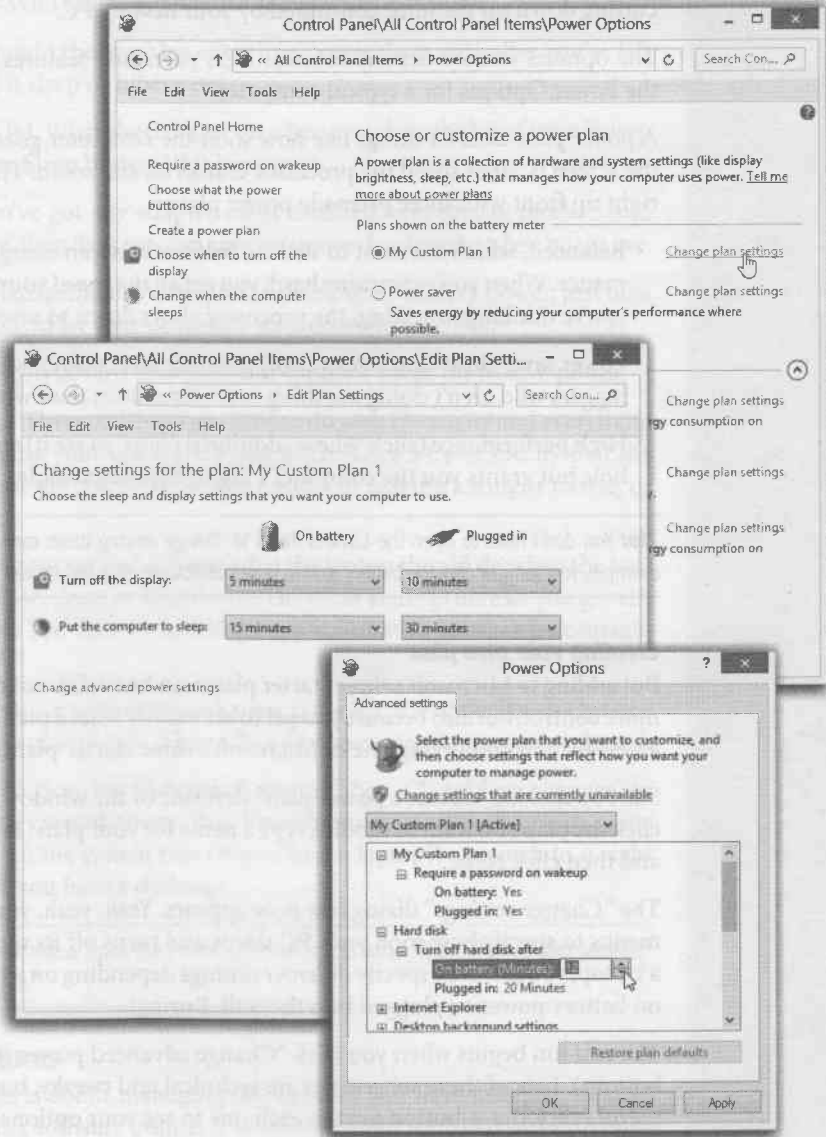 Control Panel\All Control Panel Items\Power Options
« All Control Panel Items › Power Options
Search Con...
File Edit View Tools Help
Control Panel Home
Require a password on wakeup
Choose what the power
buttons do
Create a power plan
Choose when to turn off the
display
Change when the computer
sleeps
Choose or customize a power plan
A power plan is a collection of hardware and system settings (like display
brightness, sleep, etc.) that manages how your computer uses power. Tell me
more about power plans
Plans shown on the battery meter
My Custom Plan 1 Change plan settings
Power saver Change plan settings
Saves energy by reducing your computer's performance where
possible.
Change plan settings
gy consumption on
Change plan settings
Change plan settings
rgy consumption on
Control Panel\All Control Panel Items\Power Options\Edit Plan Setti...
« Power Options › Edit Plan Settings
Search Con...
File Edit View Tools Help
Change settings for the plan: My Custom Plan 1
Choose the sleep and display settings that you want your computer to use.
On battery Plugged in
Turn off the display: 5 minutes 10 minutes
Put the computer to sleep: 15 minutes 30 minutes
Change advanced power settings
Power Options ?
Advanced settings
Select the power plan that you want to customize, and
then choose settings that reflect how you want your
computer to manage power.
Change settings that are currently unavailable
My Custom Plan 1 [Active]
My Custom Plan 1
Require a password on wakeup
On battery: Yes
Plugged in: Yes
Hard disk
Turn off hard disk after
On battery (Minutes):
Plugged in: 20 Minutes
Internet Explorer
Desktop background settings
Restore plan defaults
OK Cancel Apply